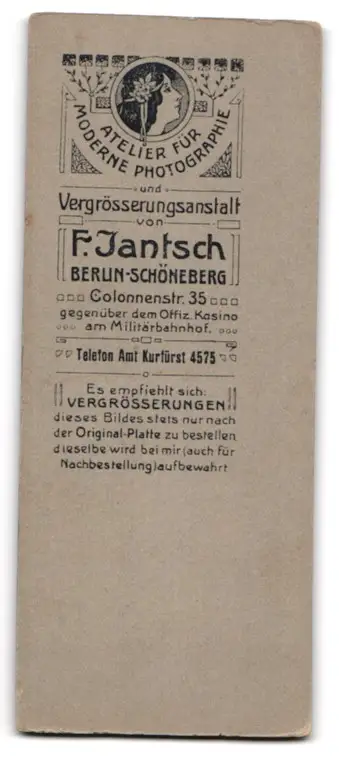 ATELIER FÜR
MODERNE PHOTOGRAPHIE
und
Vergrösserungsanstalt
von
F. Jantsch
BERLIN-SCHÖNEBERG
Colonnenstr. 35
gegenüber dem Offiz. Kasino
am Militärbahnhof.
Telefon Amt Kurfürst 4575
Es empfiehlt sich:
VERGRÖSSERUNGEN
dieses Bildes stets nur nach
der Original-Platte zu bestellen
dieselbe wird bei mir (auch für
Nachbestellung) aufbewahrt